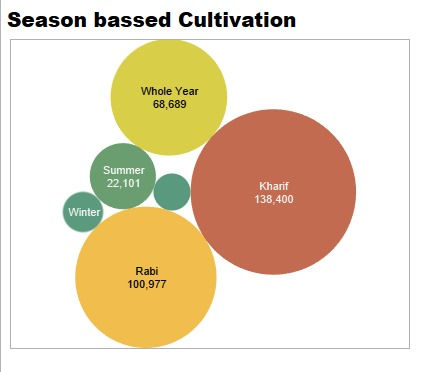 Season bassed Cultivation
Whole Year
68,689
Summer
22,101
Kharif
138,400
Winter
Rabi
100,977